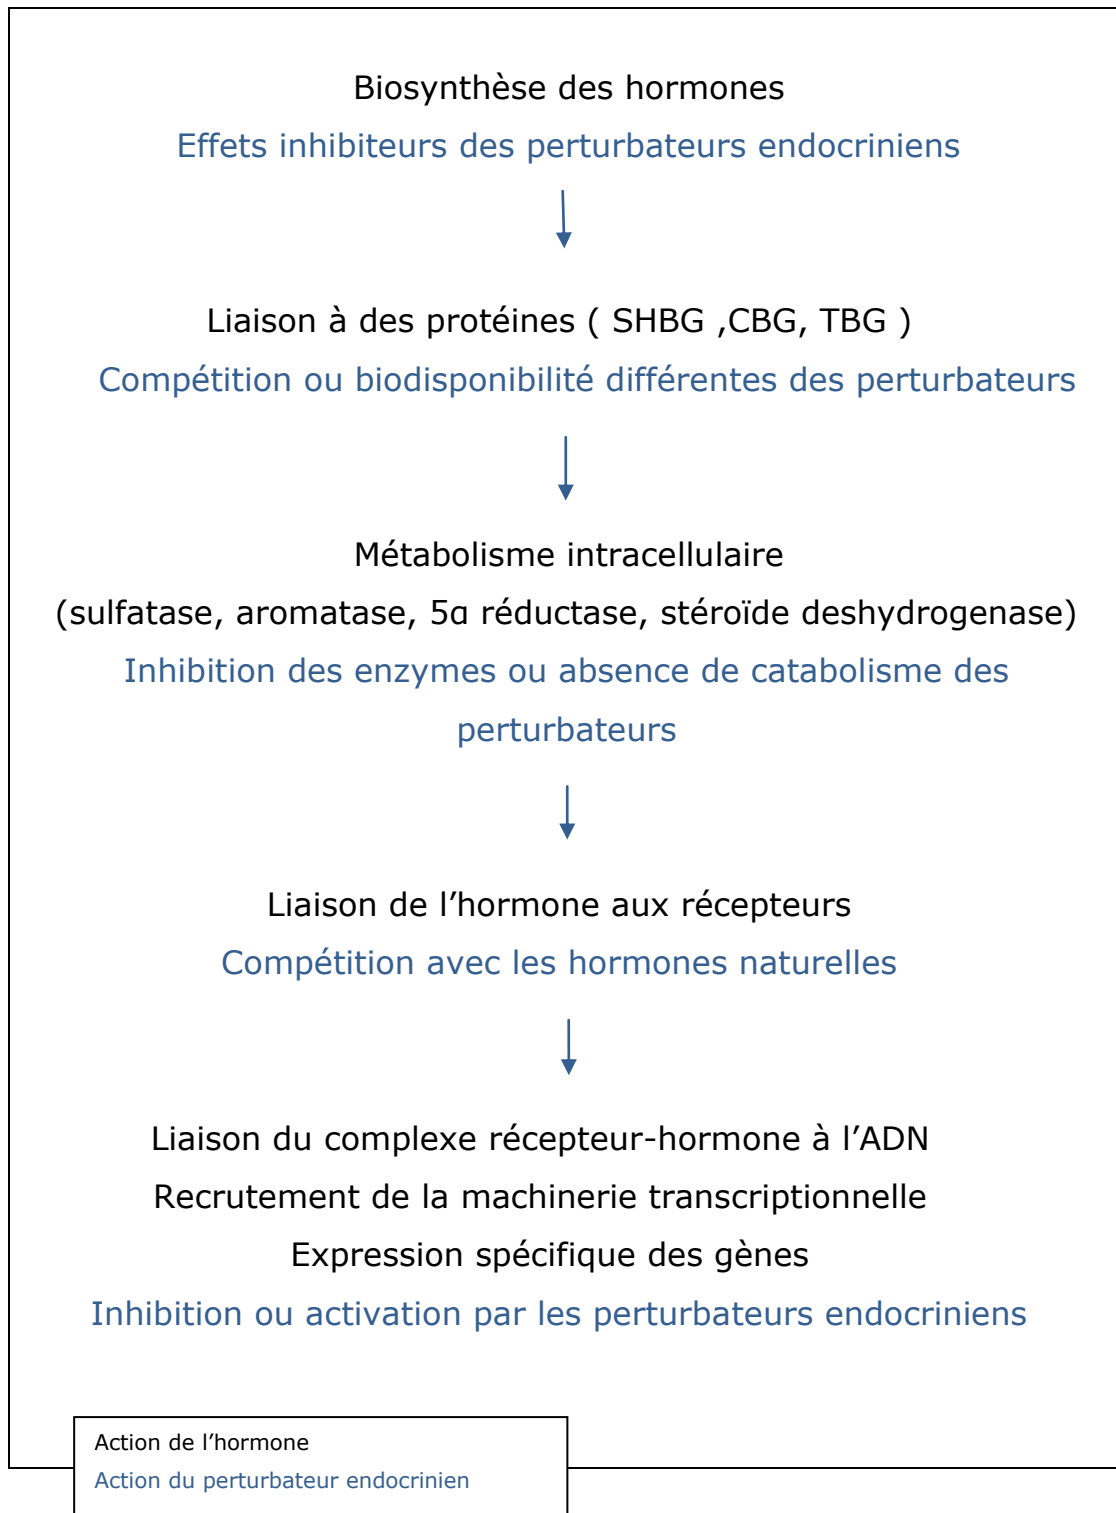 Biosynthèse des hormones
Effets inhibiteurs des perturbateurs endocriniens
Liaison à des protéines ( SHBG ,CBG, TBG )
Compétition ou biodisponibilité différentes des perturbateurs
Métabolisme intracellulaire
(sulfatase, aromatase, 5α réductase, stéroïde deshydrogenase)
Inhibition des enzymes ou absence de catabolisme des
perturbateurs
Liaison de l’hormone aux récepteurs
Compétition avec les hormones naturelles
Liaison du complexe récepteur-hormone à l’ADN
Recrutement de la machinerie transcriptionnelle
Expression spécifique des gènes
Inhibition ou activation par les perturbateurs endocriniens
Action de l’hormone
Action du perturbateur endocrinien